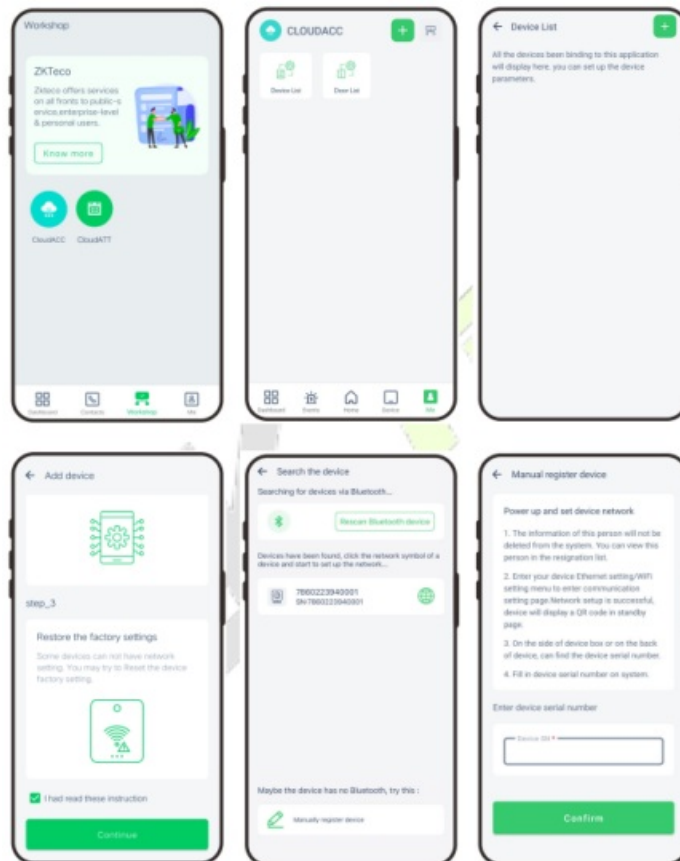 Workshop
ZKTeco
Zkteco offers services
on all fronts to public-s
ervice,enterprise-level
& personal users.
Know more
CloudACC
CloudATT
Dashboard
Contacts
Workshop
Me
CLOUDACC
Device List
Door List
Dashboard
Events
Home
Device
Me
Device List
All the devices been binding to this application
will display here, you can set up the device
parameters.
Add device
step_3
Restore the factory settings
Some devices can not have network
setting. You may try to Reset the device
factory setting.
I had read these instruction
Continue
Search the device
Searching for devices via Bluetooth...
Rescan Bluetooth device
Devices have been found, click the network symbol of a
device and start to set up the network...
7860223940001
SN:7860223940001
Maybe the device has no Bluetooth, try this :
Manually register device
Manual register device
Power up and set device network
1. The information of this person will not be
deleted from the system. You can view this
person in the resignation list.
2. Enter your device Ethernet setting/WiFi
setting menu to enter communication
setting page.Network setup is successful,
device will display a QR code in standby
page.
3. On the side of device box or on the back
of device, can find the device serial number.
4. Fill in device serial number on system.
Enter device serial number
Device SN *
Confirm